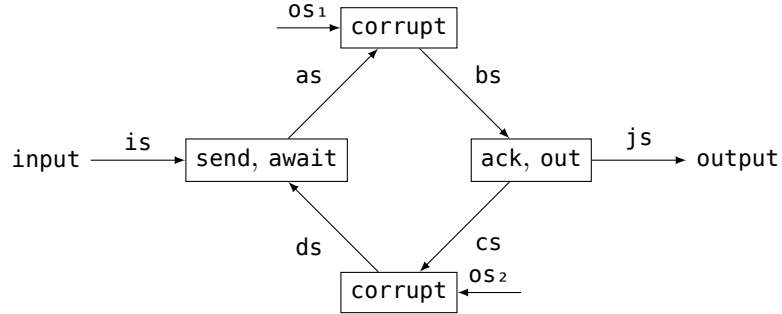 os₁
corrupt
as
bs
input
is
send, await
ack, out
js
output
ds
cs
corrupt
os₂